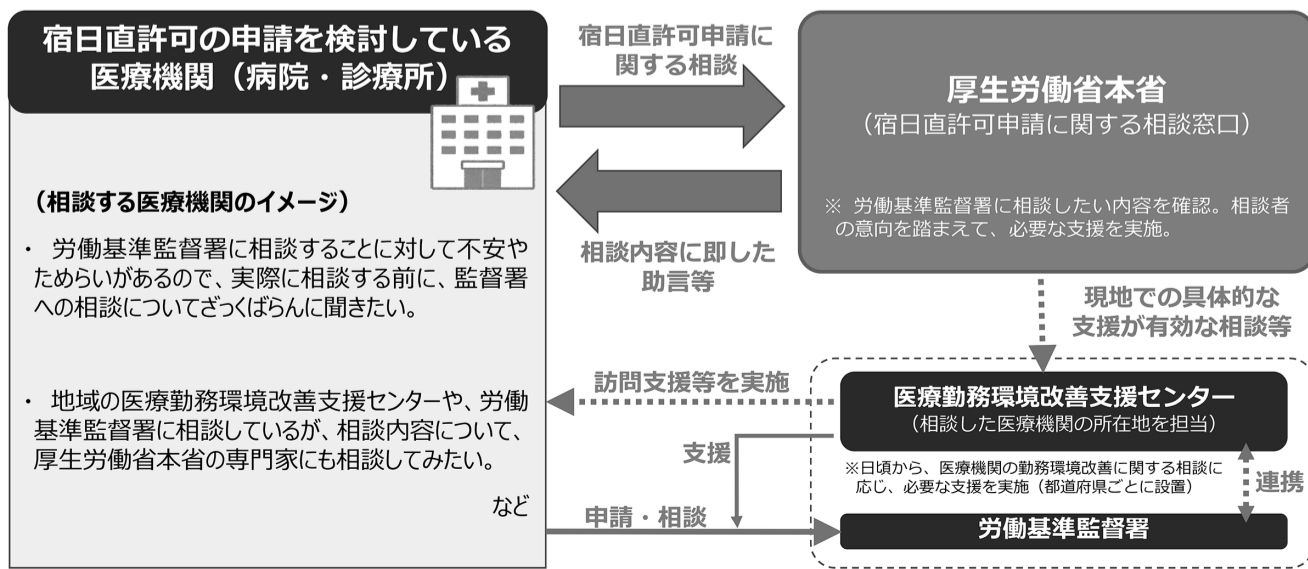 宿日直許可の申請を検討している
医療機関（病院・診療所）
（相談する医療機関のイメージ）
・ 労働基準監督署に相談することに対して不安や
ためらいがあるので、実際に相談する前に、監督署
への相談についてざっくばらんに聞きたい。
・ 地域の医療勤務環境改善支援センターや、労働
基準監督署に相談しているが、相談内容について、
厚生労働省本省の専門家にも相談してみたい。
など
宿日直許可申請に
関する相談
相談内容に即した
助言等
厚生労働省本省
（宿日直許可申請に関する相談窓口）
※ 労働基準監督署に相談したい内容を確認。相談者
の意向を踏まえて、必要な支援を実施。
現地での具体的な
支援が有効な相談等
訪問支援等を実施
医療勤務環境改善支援センター
（相談した医療機関の所在地を担当）
支援
※日頃から、医療機関の勤務環境改善に関する相談に
応じ、必要な支援を実施（都道府県ごとに設置）
連携
申請・相談
労働基準監督署